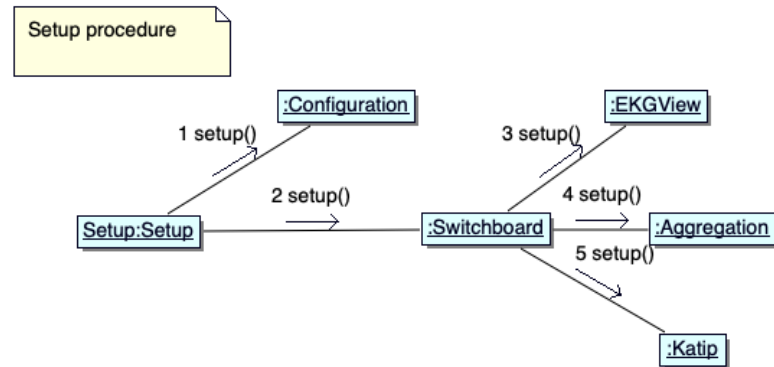 Setup procedure
:Configuration
:EKGView
1 setup()
3 setup()
2 setup()
4 setup()
Setup:Setup
:Switchboard
:Aggregation
5 setup()
:Katip